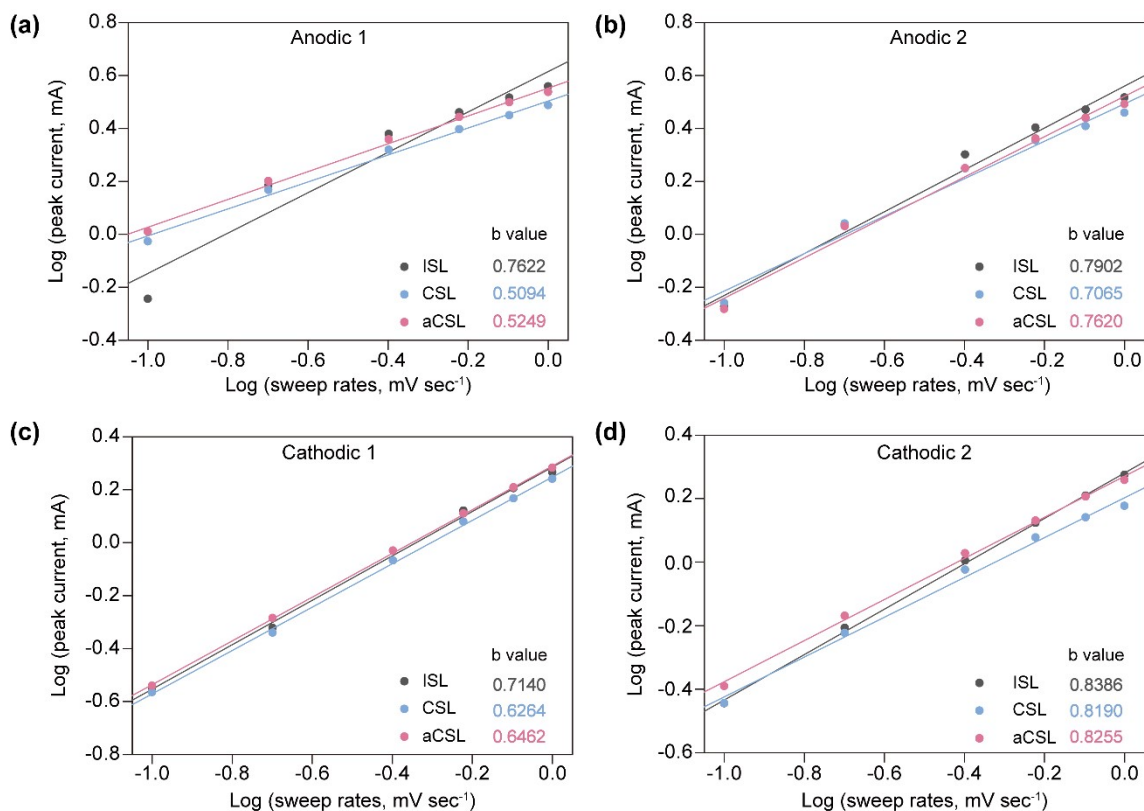 (a)
Anodic 1
Log (peak current, mA)
0.8
0.6
0.4
0.2
0.0
-0.2
-0.4
b value
ISL 0.7622
CSL 0.5094
aCSL 0.5249
-1.0 -0.8 -0.6 -0.4 -0.2 0.0
Log (sweep rates, mV sec⁻¹)
(b)
Anodic 2
Log (peak current, mA)
0.8
0.6
0.4
0.2
0.0
-0.2
-0.4
b value
ISL 0.7902
CSL 0.7065
aCSL 0.7620
-1.0 -0.8 -0.6 -0.4 -0.2 0.0
Log (sweep rates, mV sec⁻¹)
(c)
Cathodic 1
Log (peak current, mA)
0.4
0.2
0.0
-0.2
-0.4
-0.6
-0.8
b value
ISL 0.7140
CSL 0.6264
aCSL 0.6462
-1.0 -0.8 -0.6 -0.4 -0.2 0.0
Log (sweep rates, mV sec⁻¹)
(d)
Cathodic 2
Log (peak current, mA)
0.4
0.2
0.0
-0.2
-0.4
-0.6
b value
ISL 0.8386
CSL 0.8190
aCSL 0.8255
-1.0 -0.8 -0.6 -0.4 -0.2 0.0
Log (sweep rates, mV sec⁻¹)